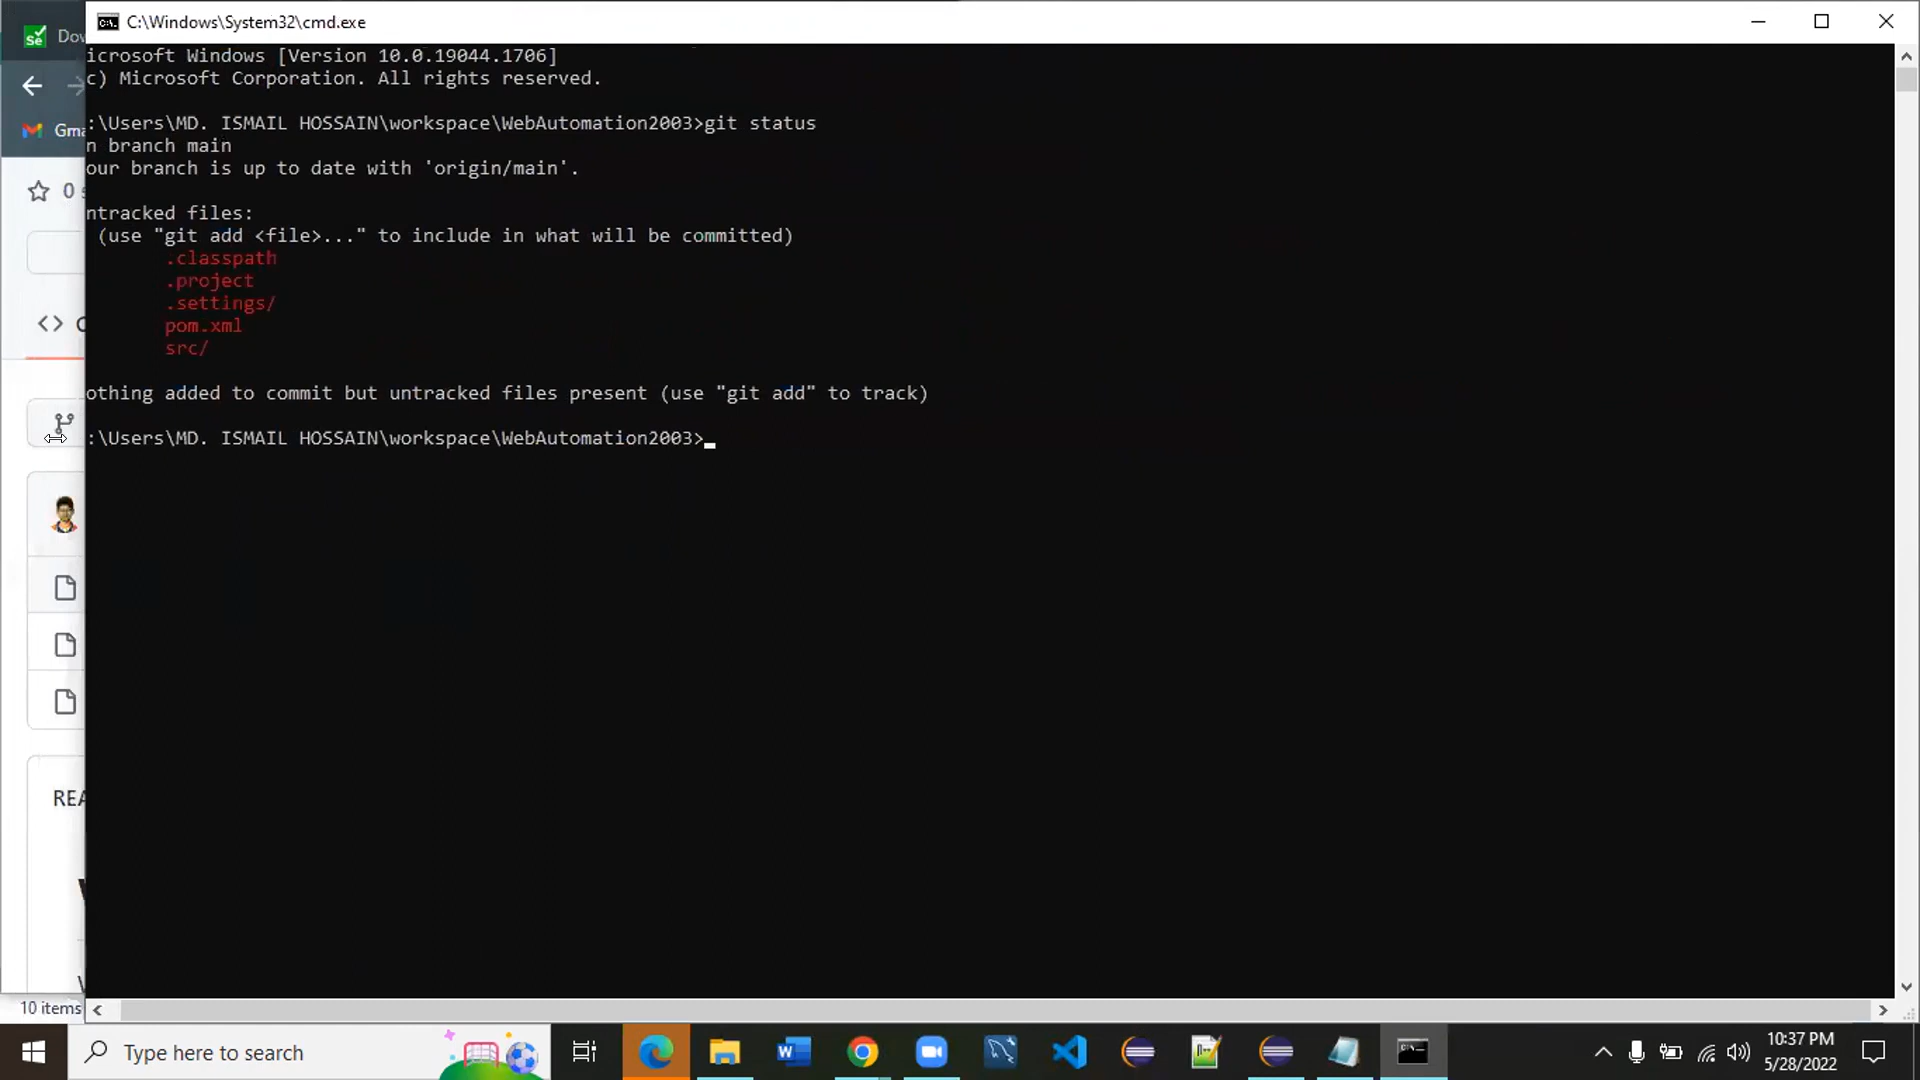 C:\Windows\System32\cmd.exe
Dow
icrosoft Windows [Version 10.0.19044.1706]
c) Microsoft Corporation. All rights reserved.
Gma
:\Users\MD. ISMAIL HOSSAIN\workspace\WebAutomation2003>git status
n branch main
our branch is up to date with 'origin/main'.
0 s
ntracked files:
(use "git add <file>..." to include in what will be committed)
.classpath
.project
.settings/
pom.xml
src/
othing added to commit but untracked files present (use "git add" to track)
:\Users\MD. ISMAIL HOSSAIN\workspace\WebAutomation2003>
REA
10 items
Type here to search
10:37 PM
5/28/2022